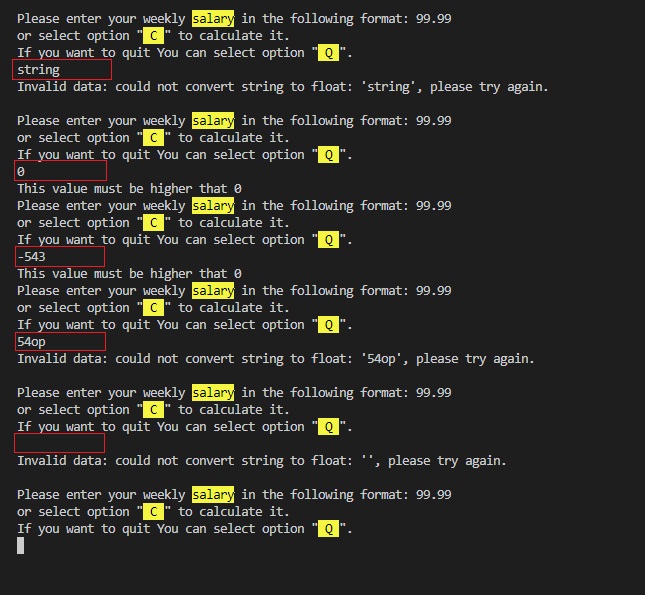 Please enter your weekly salary in the following format: 99.99
or select option " C " to calculate it.
If you want to quit You can select option " Q ".
string
Invalid data: could not convert string to float: 'string', please try again.
Please enter your weekly salary in the following format: 99.99
or select option " C " to calculate it.
If you want to quit You can select option " Q ".
0
This value must be higher that 0
Please enter your weekly salary in the following format: 99.99
or select option " C " to calculate it.
If you want to quit You can select option " Q ".
-543
This value must be higher that 0
Please enter your weekly salary in the following format: 99.99
or select option " C " to calculate it.
If you want to quit You can select option " Q ".
54op
Invalid data: could not convert string to float: '54op', please try again.
Please enter your weekly salary in the following format: 99.99
or select option " C " to calculate it.
If you want to quit You can select option " Q ".
Invalid data: could not convert string to float: '', please try again.
Please enter your weekly salary in the following format: 99.99
or select option " C " to calculate it.
If you want to quit You can select option " Q ".